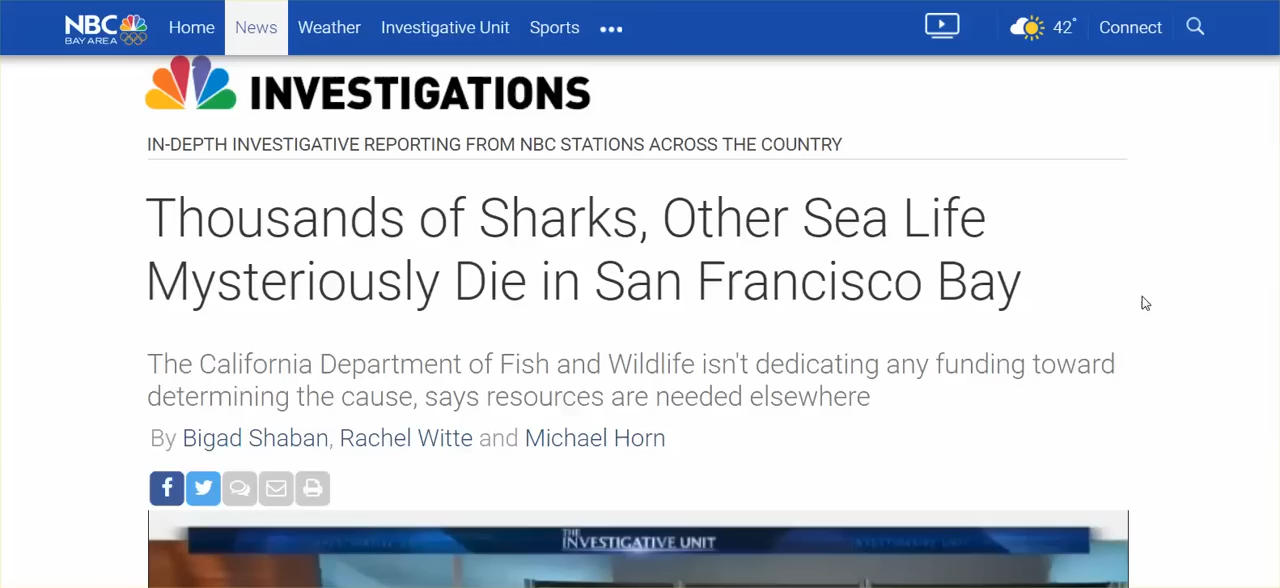 NBC Home News Weather Investigative Unit Sports ••• 42° Connect
BAY AREA
INVESTIGATIONS
IN-DEPTH INVESTIGATIVE REPORTING FROM NBC STATIONS ACROSS THE COUNTRY
Thousands of Sharks, Other Sea Life
Mysteriously Die in San Francisco Bay
The California Department of Fish and Wildlife isn't dedicating any funding toward
determining the cause, says resources are needed elsewhere
By Bigad Shaban, Rachel Witte and Michael Horn
THE
INVESTIGATIVE UNIT